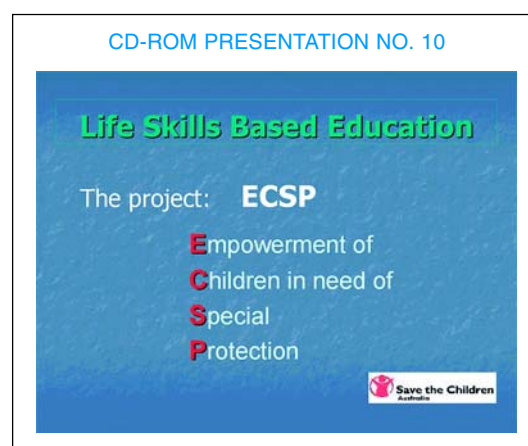 CD-ROM PRESENTATION NO. 10
Life Skills Based Education
The project: ECSP
Empowerment of
Children in need of
Special
Protection
Save the Children
Australia